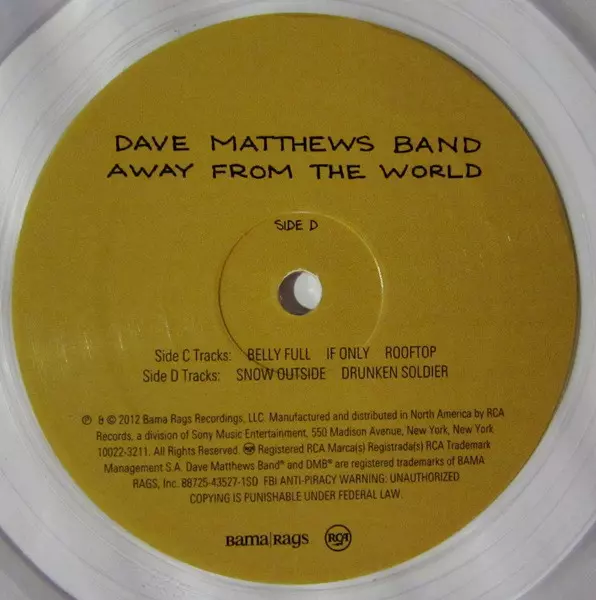 DAVE MATTHEWS BAND
AWAY FROM THE WORLD
SIDE D
Side C Tracks: BELLY FULL IF ONLY ROOFTOP
Side D Tracks: SNOW OUTSIDE DRUNKEN SOLDIER
℗ & © 2012 Bama Rags Recordings, LLC. Manufactured and distributed in North America by RCA
Records, a division of Sony Music Entertainment, 550 Madison Avenue, New York, New York
10022-3211. All Rights Reserved. RCA Registered RCA Marca(s) Registrada(s) RCA Trademark
Management S.A. Dave Matthews Band® and DMB® are registered trademarks of BAMA
RAGS, Inc. 88725-43527-1SD FBI ANTI-PIRACY WARNING: UNAUTHORIZED
COPYING IS PUNISHABLE UNDER FEDERAL LAW.
Bama|Rags RCA